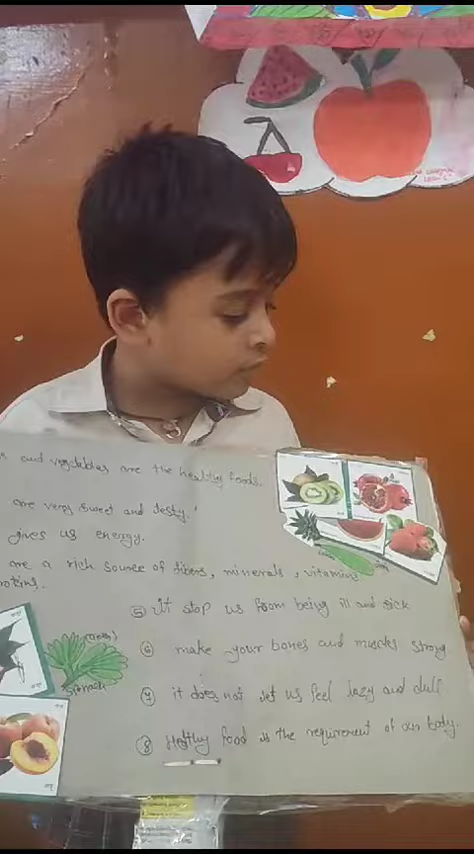 and vegetables are the healthy foods.
are very sweet and testy.
gives us energy.
are a rich source of fibers, minerals, vitamins
⑤ it stop us from being ill and sick
⑥ make your bones and muscles strong
⑦ it does not let us feel lazy and dull
⑧ Healthy food is the requirement of our body.
spinach